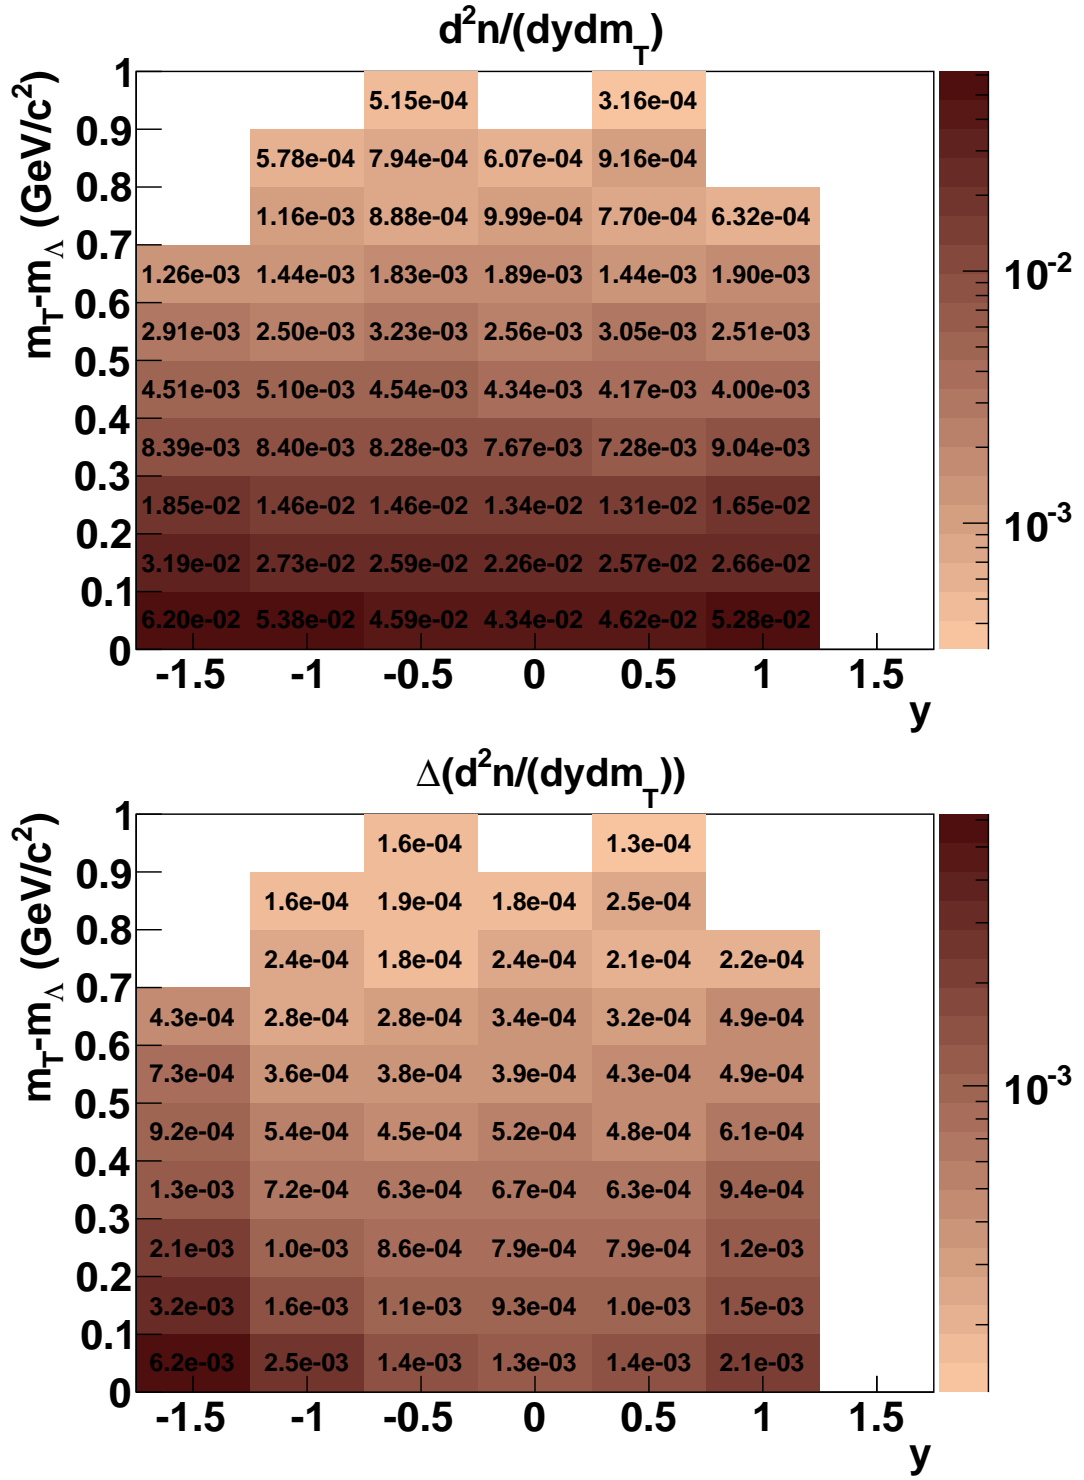 d²n/(dydm_T)
m_T-m_Λ (GeV/c²)
1
5.15e-04 3.16e-04
0.9
5.78e-04 7.94e-04 6.07e-04 9.16e-04
0.8
1.16e-03 8.88e-04 9.99e-04 7.70e-04 6.32e-04
0.7
1.26e-03 1.44e-03 1.83e-03 1.89e-03 1.44e-03 1.90e-03
10⁻²
0.6
2.91e-03 2.50e-03 3.23e-03 2.56e-03 3.05e-03 2.51e-03
0.5
4.51e-03 5.10e-03 4.54e-03 4.34e-03 4.17e-03 4.00e-03
0.4
8.39e-03 8.40e-03 8.28e-03 7.67e-03 7.28e-03 9.04e-03
0.3
1.85e-02 1.46e-02 1.46e-02 1.34e-02 1.31e-02 1.65e-02
10⁻³
0.2
3.19e-02 2.73e-02 2.59e-02 2.26e-02 2.57e-02 2.66e-02
0.1
6.20e-02 5.38e-02 4.59e-02 4.34e-02 4.62e-02 5.28e-02
0
-1.5 -1 -0.5 0 0.5 1 1.5
y
Δ(d²n/(dydm_T))
m_T-m_Λ (GeV/c²)
1
1.6e-04 1.3e-04
0.9
1.6e-04 1.9e-04 1.8e-04 2.5e-04
0.8
2.4e-04 1.8e-04 2.4e-04 2.1e-04 2.2e-04
0.7
4.3e-04 2.8e-04 2.8e-04 3.4e-04 3.2e-04 4.9e-04
0.6
7.3e-04 3.6e-04 3.8e-04 3.9e-04 4.3e-04 4.9e-04
10⁻³
0.5
9.2e-04 5.4e-04 4.5e-04 5.2e-04 4.8e-04 6.1e-04
0.4
1.3e-03 7.2e-04 6.3e-04 6.7e-04 6.3e-04 9.4e-04
0.3
2.1e-03 1.0e-03 8.6e-04 7.9e-04 7.9e-04 1.2e-03
0.2
3.2e-03 1.6e-03 1.1e-03 9.3e-04 1.0e-03 1.5e-03
0.1
6.2e-03 2.5e-03 1.4e-03 1.3e-03 1.4e-03 2.1e-03
0
-1.5 -1 -0.5 0 0.5 1 1.5
y